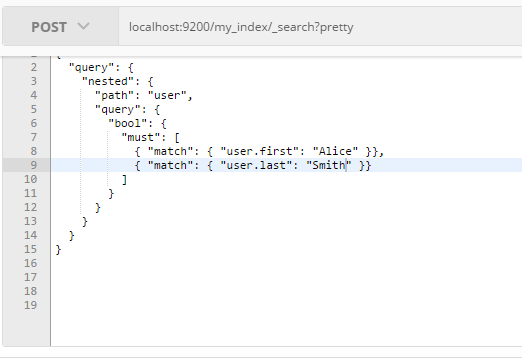 POST localhost:9200/my_index/_search?pretty
{
2 "query": {
3 "nested": {
4 "path": "user",
5 "query": {
6 "bool": {
7 "must": [
8 { "match": { "user.first": "Alice" }},
9 { "match": { "user.last": "Smith" }}
10 ]
11 }
12 }
13 }
14 }
15 }
16
17
18
19